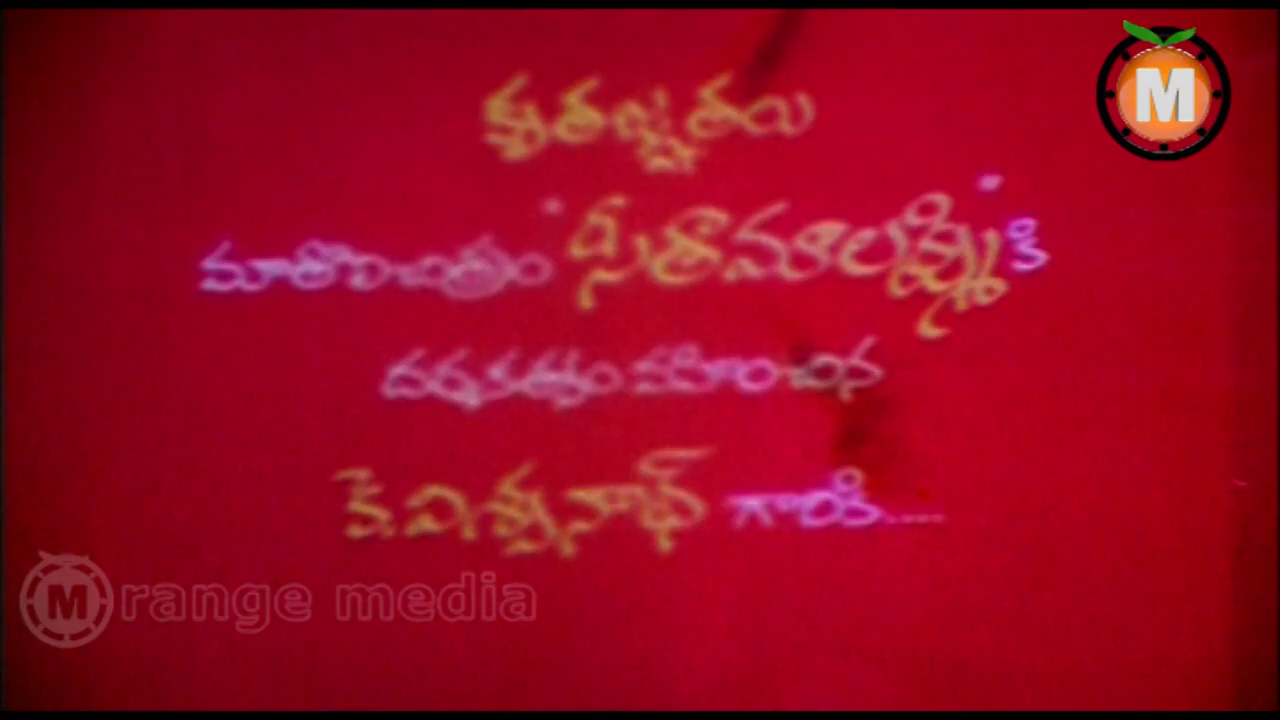 కృతజ్ఞతలు
మాతొలిచిత్రం సీతామాలక్ష్మికి
దర్శకత్వం వహించిన
కె.విశ్వనాథ్ గారికి.....
M
M range media